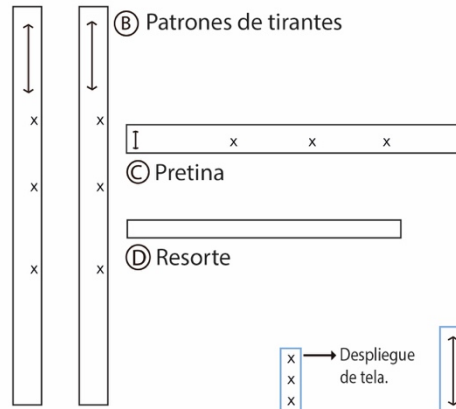 B Patrones de tirantes
x x
x x x
C Pretina
x x
D Resorte
x x
x Despliegue
x de tela.
x